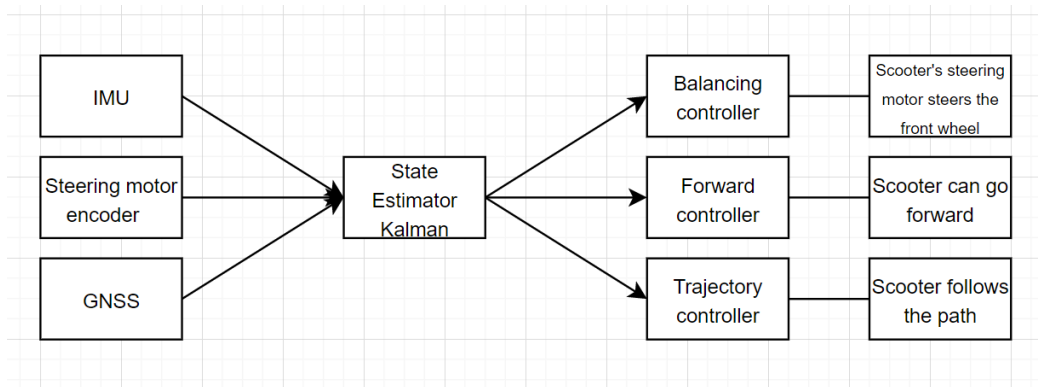 IMU
Steering motor
encoder
GNSS
State
Estimator
Kalman
Balancing
controller
Forward
controller
Trajectory
controller
Scooter's steering
motor steers the
front wheel
Scooter can go
forward
Scooter follows
the path